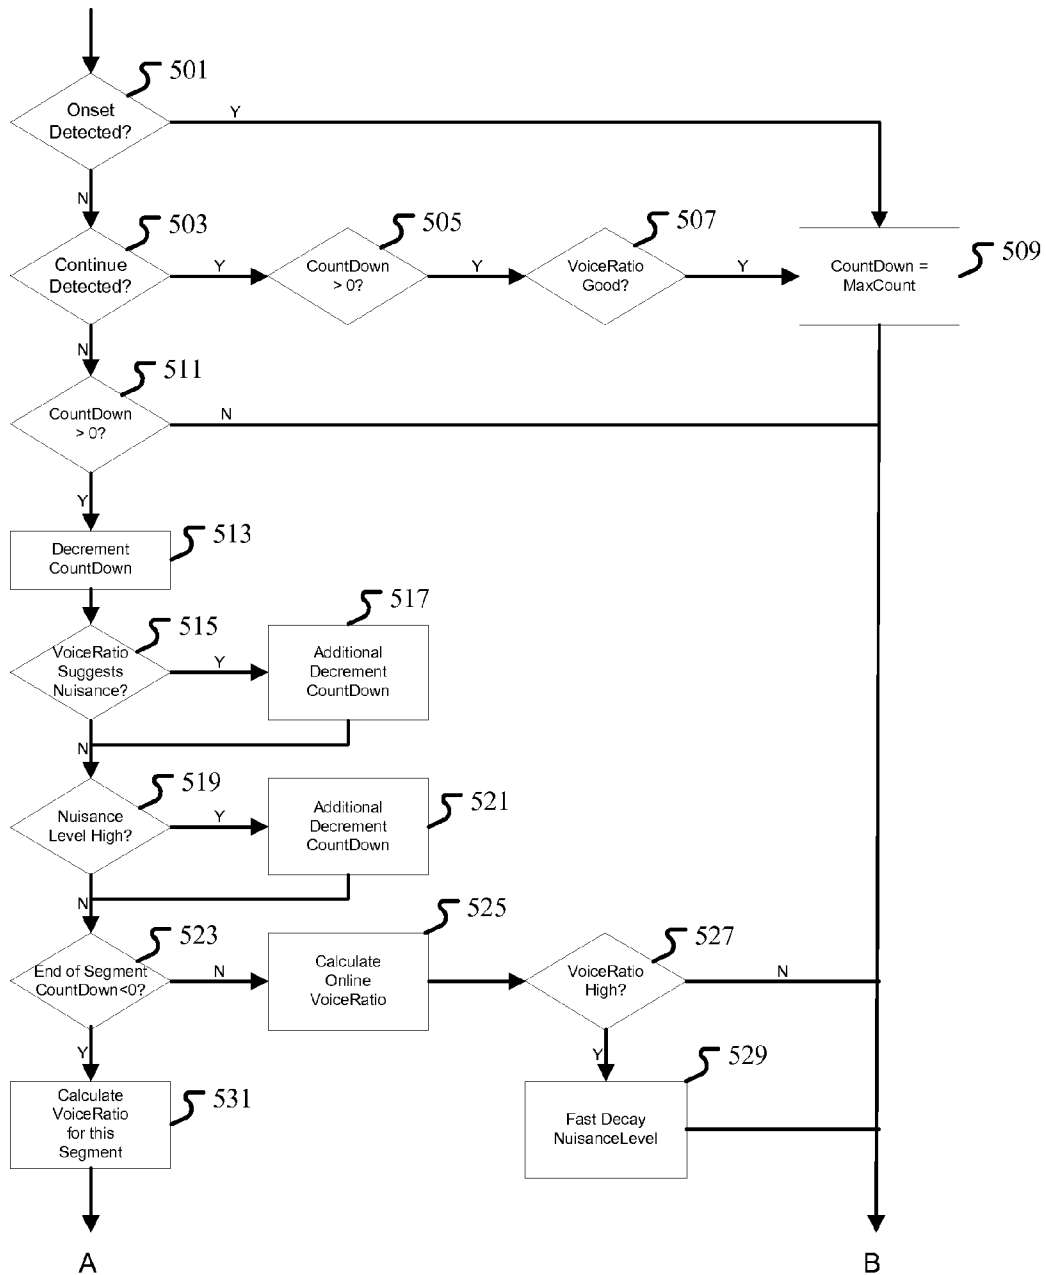 501
Onset
Detected?
Y
N
503
Continue
Detected?
Y
505
CountDown
> 0?
Y
507
VoiceRatio
Good?
Y
509
CountDown =
MaxCount
N
511
CountDown
> 0?
N
Y
513
Decrement
CountDown
515
VoiceRatio
Suggests
Nuisance?
Y
517
Additional
Decrement
CountDown
N
519
Nuisance
Level High?
Y
521
Additional
Decrement
CountDown
N
523
End of Segment
CountDown<0?
N
525
Calculate
Online
VoiceRatio
527
VoiceRatio
High?
N
Y
Y
529
Fast Decay
NuisanceLevel
531
Calculate
VoiceRatio
for this
Segment
A
B